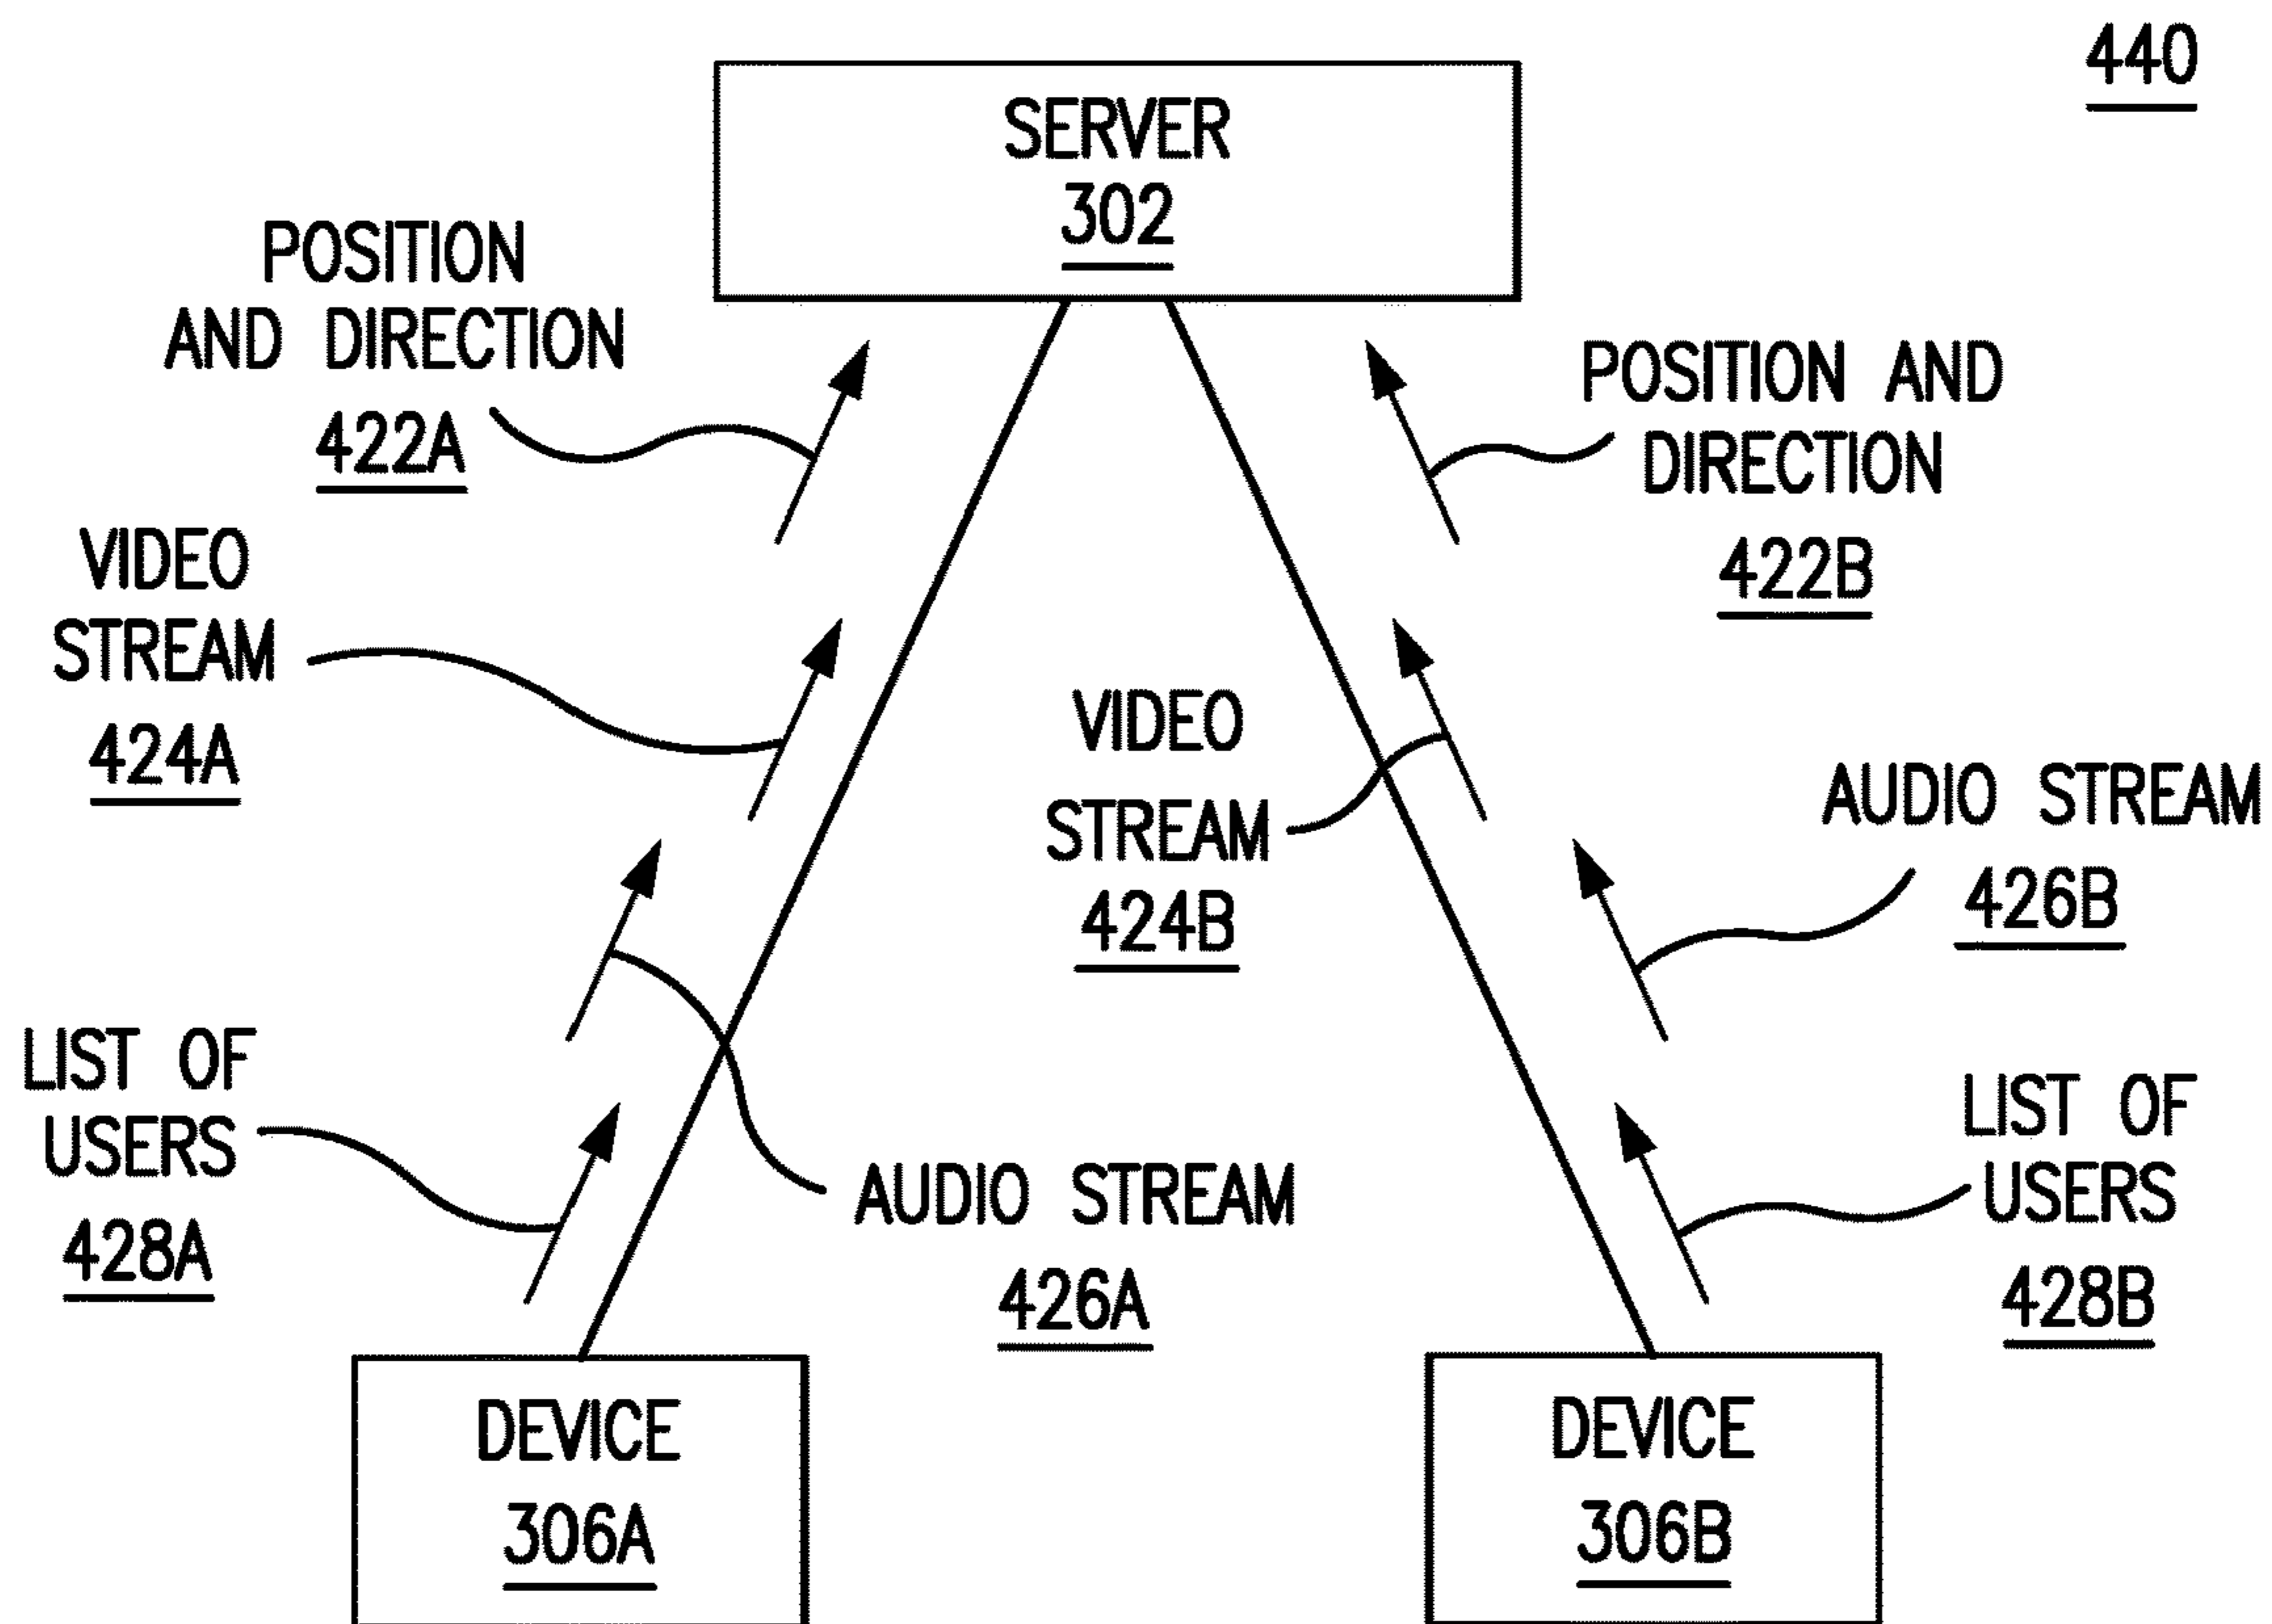 440
SERVER
302
POSITION
AND DIRECTION
422A
POSITION AND
DIRECTION
422B
VIDEO
STREAM
424A
VIDEO
STREAM
424B
AUDIO STREAM
426B
LIST OF
USERS
428A
AUDIO STREAM
426A
LIST OF
USERS
428B
DEVICE
306A
DEVICE
306B